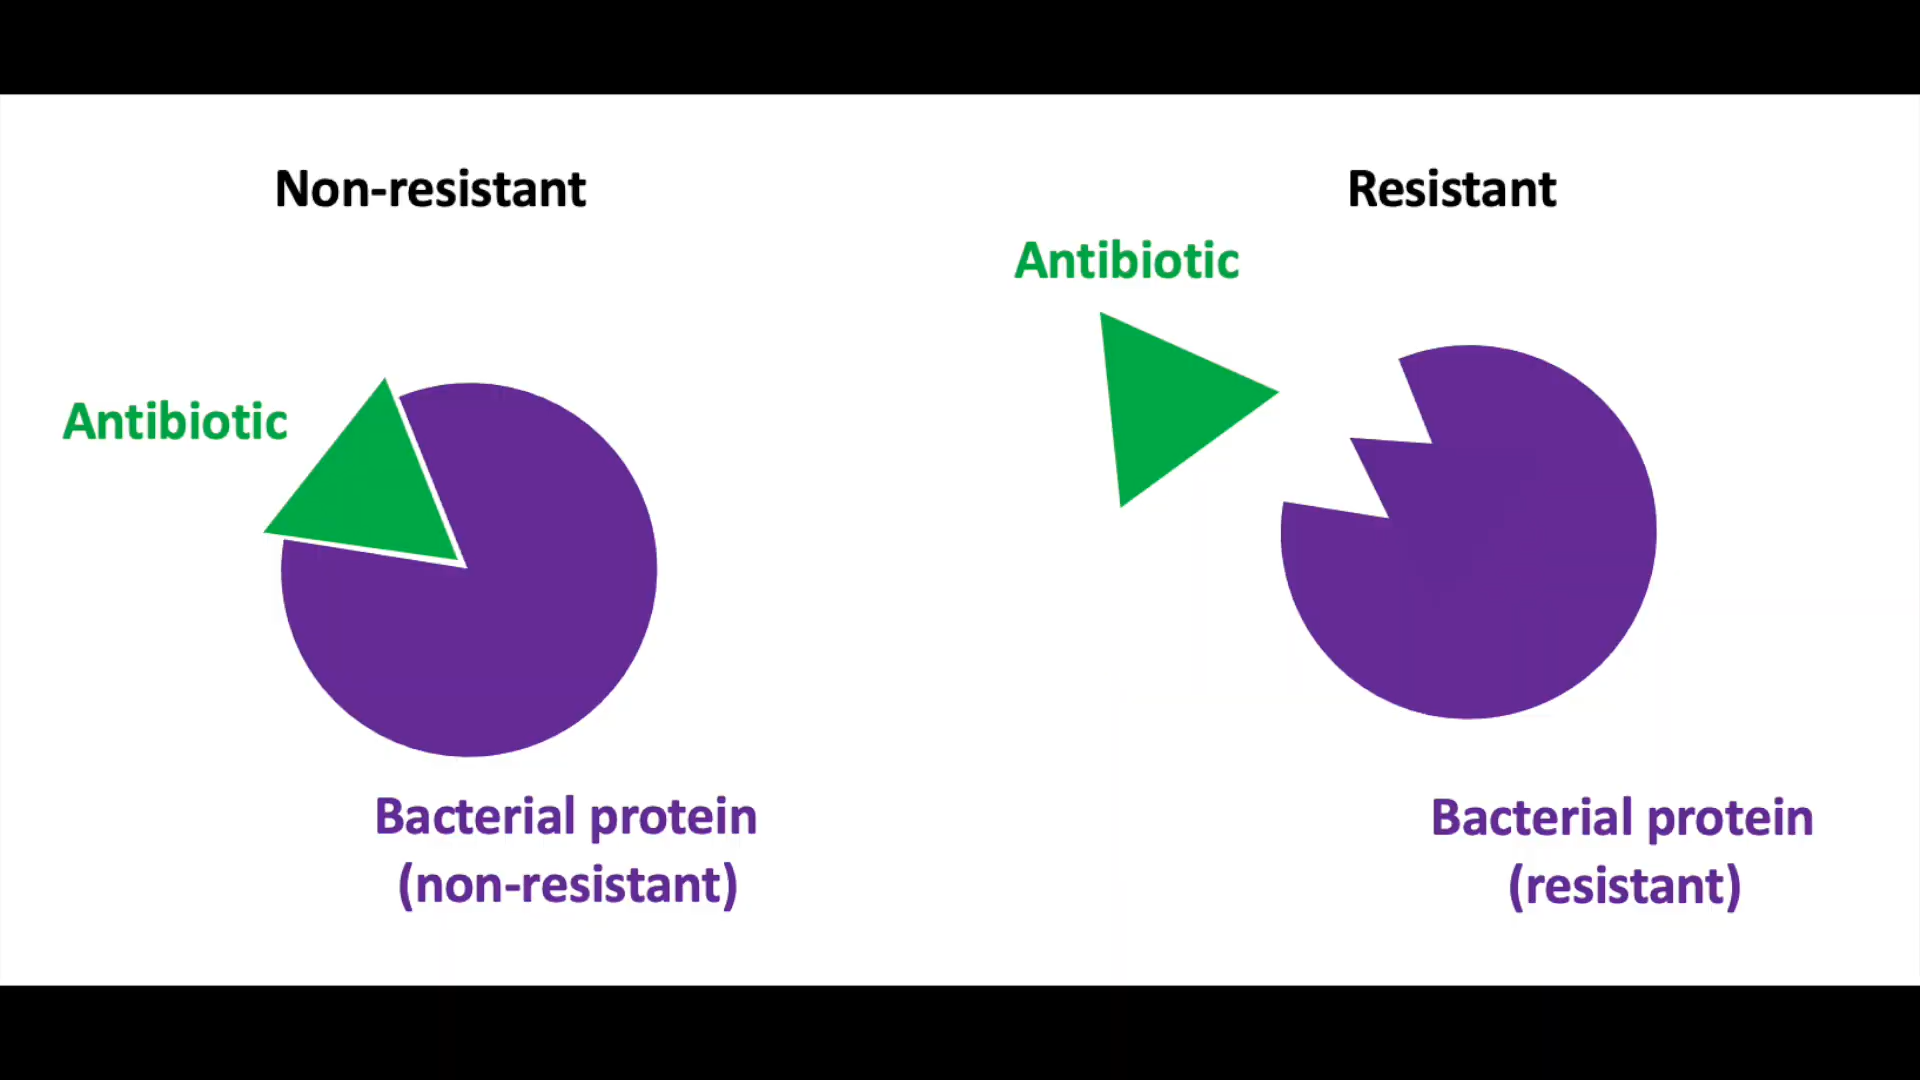 Non-resistant
Antibiotic
Bacterial protein
(non-resistant)
Resistant
Antibiotic
Bacterial protein
(resistant)